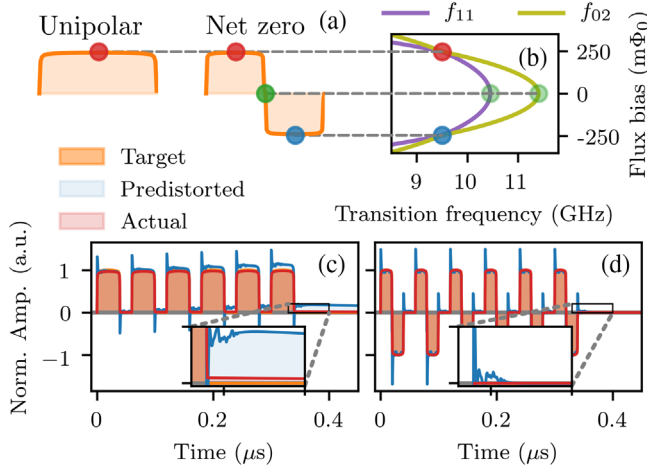 Unipolar
Net zero
(a)
f₁₁
f₀₂
(b)
250
0
-250
Flux bias (mΦ₀)
9
10
11
Transition frequency (GHz)
Target
Predistorted
Actual
Norm. Amp. (a.u.)
1
0
−1
(c)
(d)
0
0.2
0.4
0
0.2
0.4
Time (μs)
Time (μs)